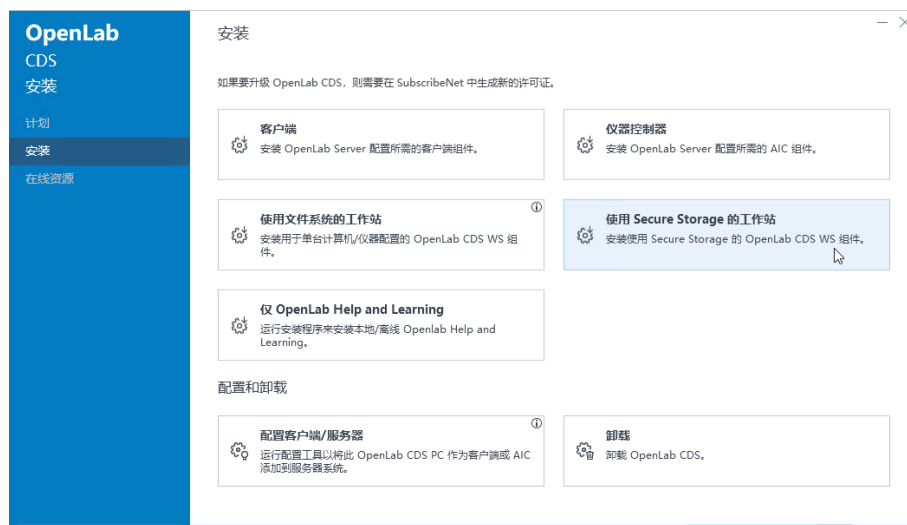 OpenLab
CDS
安装
计划
安装
在线资源
安装
如果要升级 OpenLab CDS，则需要在 SubscribeNet 中生成新的许可证。
客户端
安装 OpenLab Server 配置所需的客户端组件。
仪器控制器
安装 OpenLab Server 配置所需的 AIC 组件。
使用文件系统的工作站
安装用于单台计算机/仪器配置的 OpenLab CDS WS 组
件。
使用 Secure Storage 的工作站
安装使用 Secure Storage 的 OpenLab CDS WS 组件。
仅 OpenLab Help and Learning
运行安装程序来安装本地/离线 Openlab Help and
Learning。
配置和卸载
配置客户端/服务器
运行配置工具以将此 OpenLab CDS PC 作为客户端或 AIC
添加到服务器系统。
卸载
卸载 OpenLab CDS。